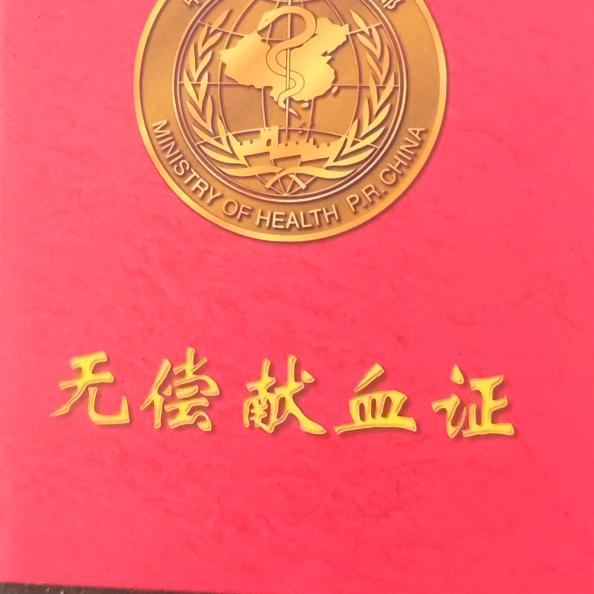 MINISTRY OF HEALTH P.R. CHINA
无偿献血证